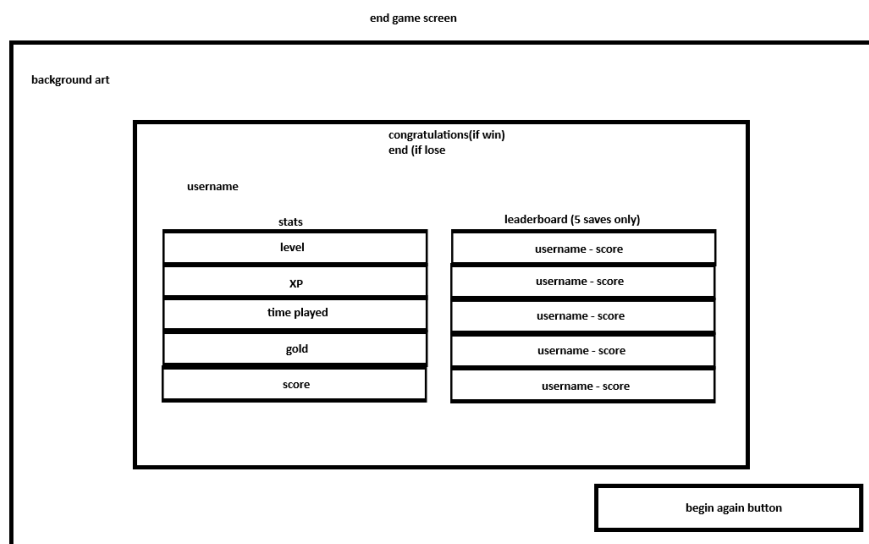 end game screen
background art
congratulations(if win)
end (if lose
username
stats
level
XP
time played
gold
score
leaderboard (5 saves only)
username - score
username - score
username - score
username - score
username - score
begin again button